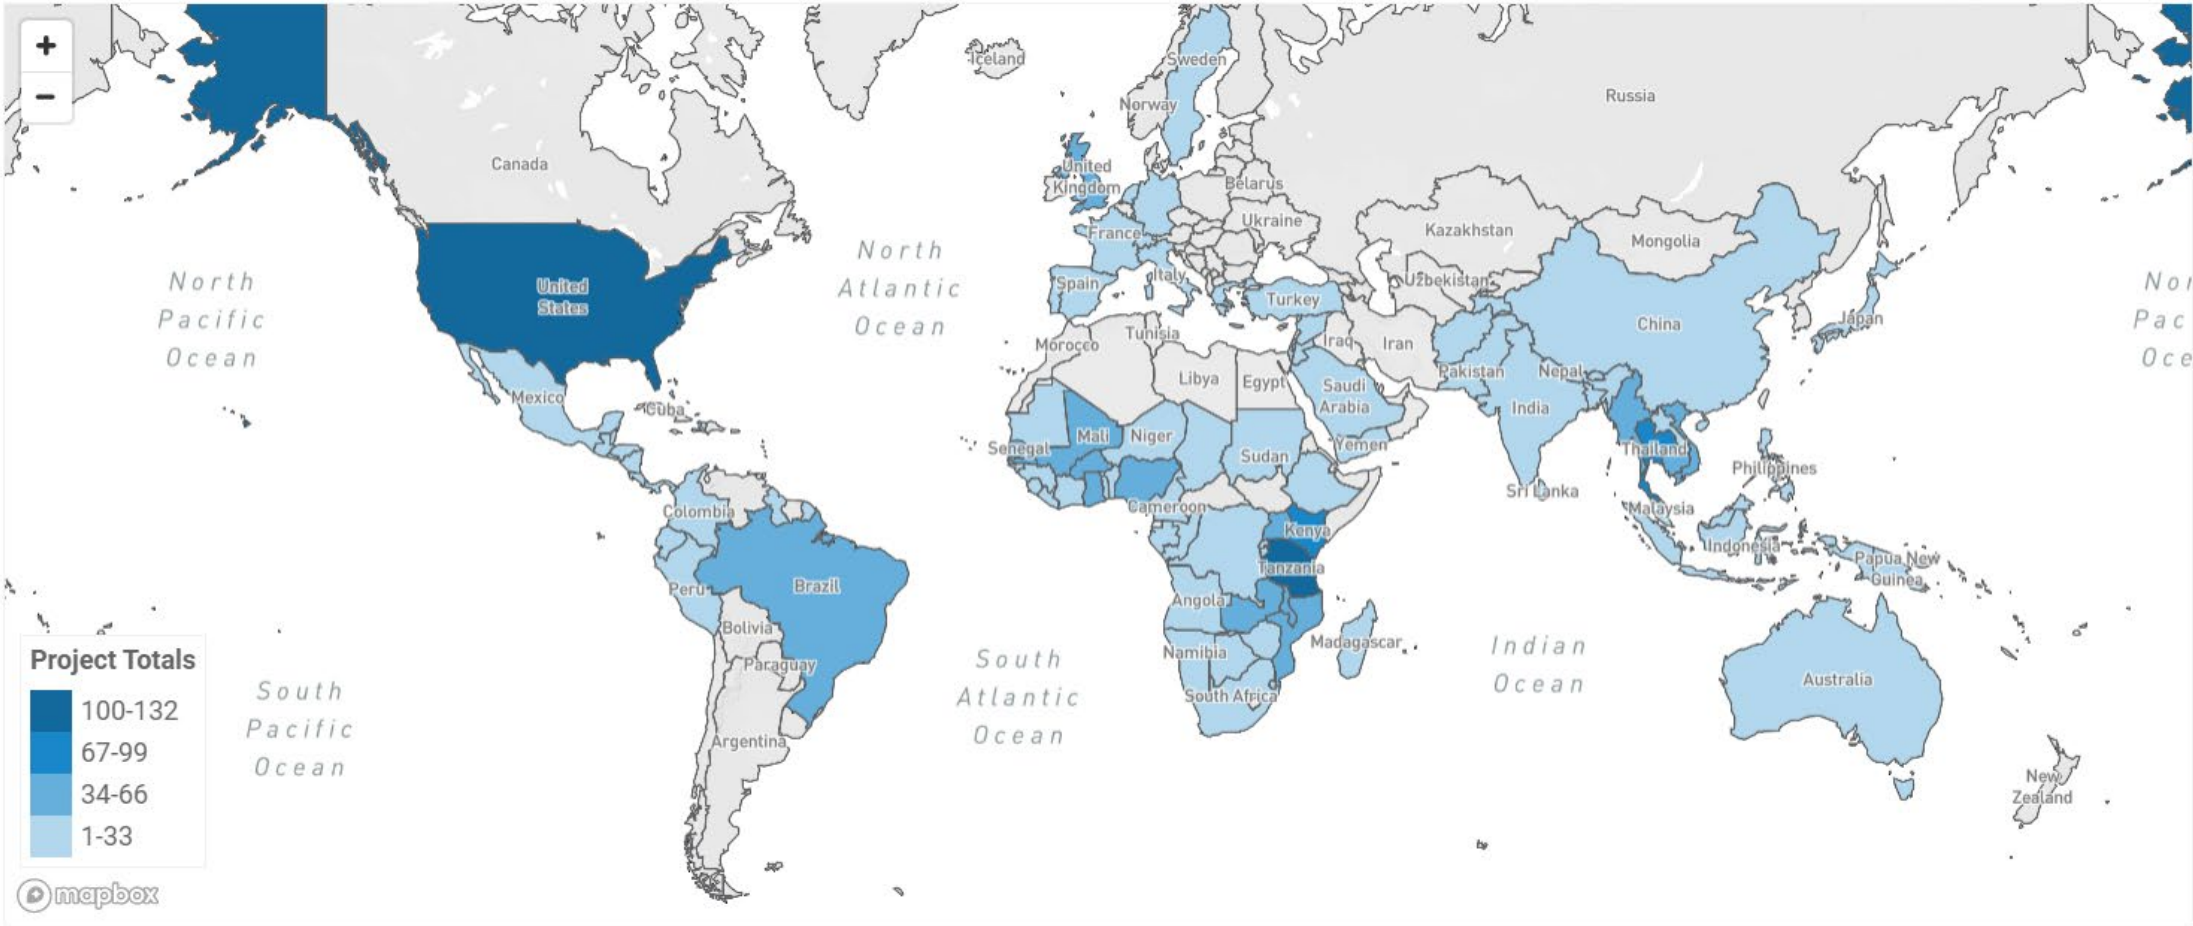 +
−
Iceland
Sweden
Norway
Russia
Canada
United
Kingdom
Belarus
Ukraine
France
Kazakhstan
Mongolia
North
Pacific
Ocean
United
States
North
Atlantic
Ocean
Spain
Italy
Turkey
Uzbekistan
China
Japan
Nor
Pac
Oce
Morocco
Tunisia
Iraq
Iran
Pakistan
Nepal
Libya
Egypt
Saudi
Arabia
India
Mexico
Cuba
Senegal
Mali
Niger
Sudan
Yemen
Thailand
Philippines
Sri Lanka
Colombia
Cameroon
Malaysia
Kenya
Indonesia
Papua New
Guinea
Tanzania
Peru
Brazil
Angola
Bolivia
Paraguay
Namibia
Madagascar
South Africa
South
Atlantic
Ocean
Indian
Ocean
Australia
South
Pacific
Ocean
Argentina
New
Zealand
Project Totals
100-132
67-99
34-66
1-33
mapbox